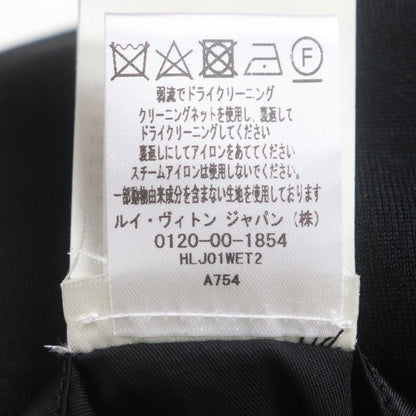 F
弱流でドライクリーニング
クリーニングネットを使用し、裏返して
ドライクリーニングしてください
裏返しにしてアイロンをあててください
スチームアイロンは使用しないでください
一部動物由来成分を含まない生地を使用しています
ルイ・ヴィトン ジャパン (株)
0120-00-1854
HLJ01WET2
A754